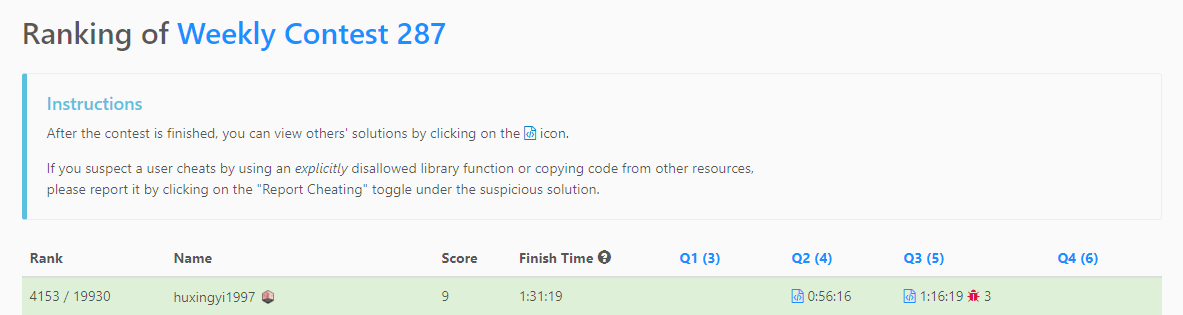 Ranking of Weekly Contest 287
Instructions
After the contest is finished, you can view others' solutions by clicking on the icon.
If you suspect a user cheats by using an explicitly disallowed library function or copying code from other resources,
please report it by clicking on the "Report Cheating" toggle under the suspicious solution.
Rank Name Score Finish Time Q1 (3) Q2 (4) Q3 (5) Q4 (6)
4153 / 19930 huxingyi1997 9 1:31:19 0:56:16 1:16:19 3